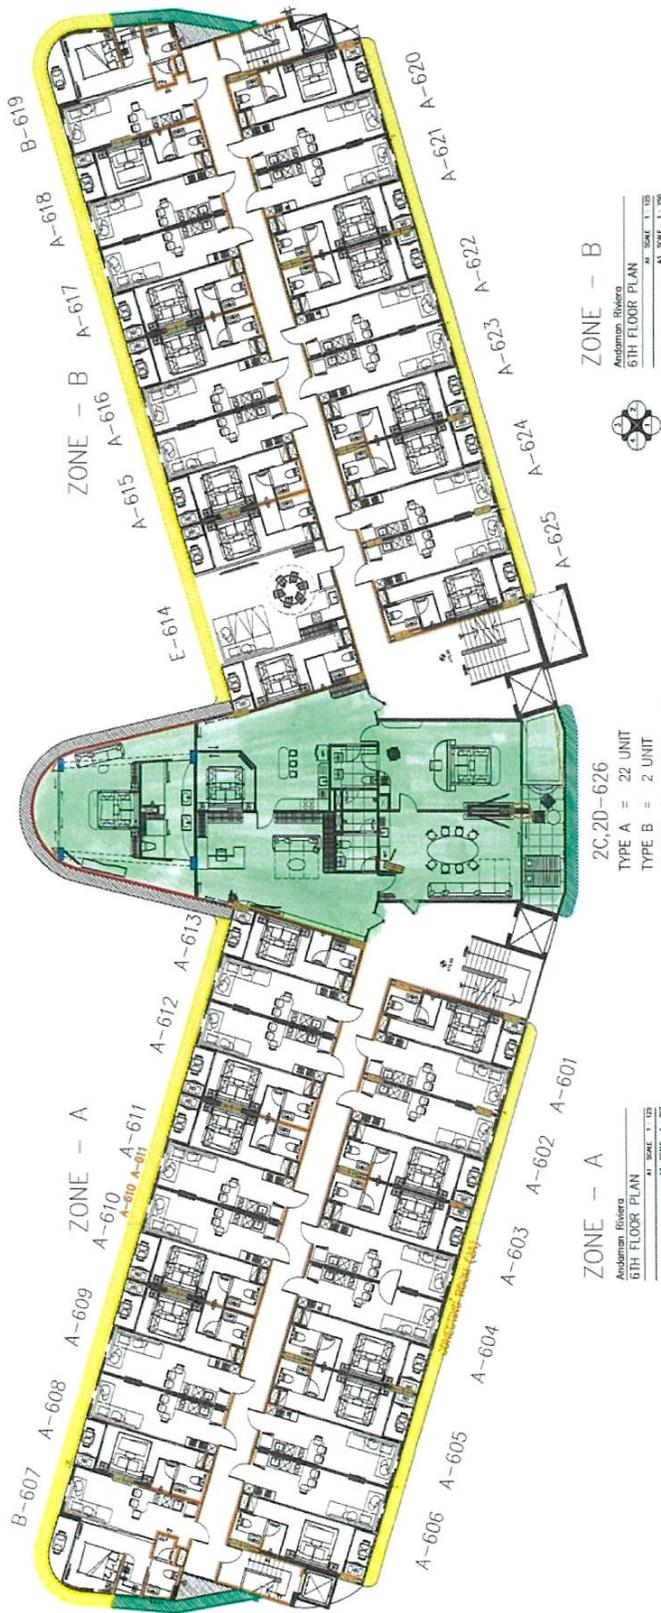 B-619
A-618
A-617
A-616
A-615
E-614
ZONE - B
A-620
A-621
A-622
A-623
A-624
A-625
ZONE - B
Andaman Riviera
6TH FLOOR PLAN
2C,2D-626
TYPE A = 22 UNIT
TYPE B = 2 UNIT
A-613
A-612
A-611
A-610
A-610 A-611
A-609
A-608
B-607
ZONE - A
A-601
A-602
A-603
A-604
A-605
A-606
ZONE - A
Andaman Riviera
6TH FLOOR PLAN